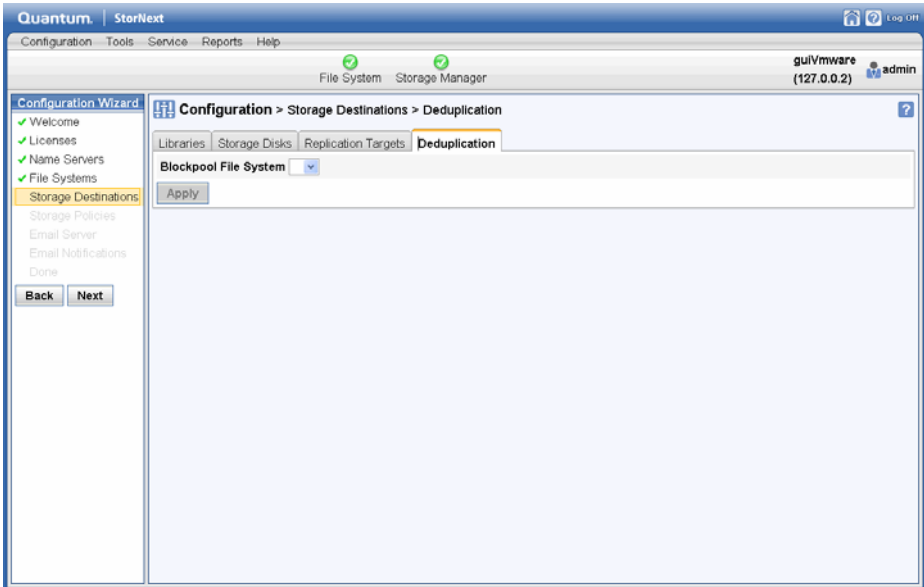 Quantum. StorNext
Log Off
Configuration Tools Service Reports Help
File System Storage Manager
guiVmware
(127.0.0.2)
admin
Configuration Wizard
Welcome
Licenses
Name Servers
File Systems
Storage Destinations
Storage Policies
Email Server
Email Notifications
Done
Back Next
Configuration > Storage Destinations > Deduplication
Libraries Storage Disks Replication Targets Deduplication
Blockpool File System
Apply